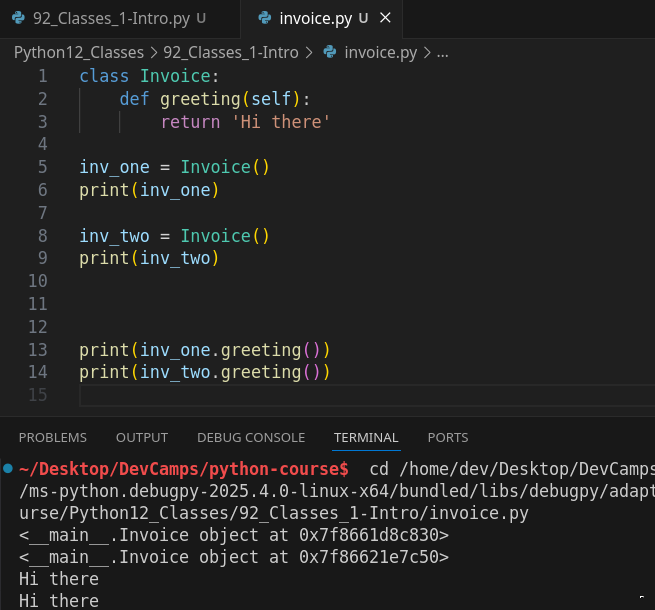 92_Classes_1-Intro.py U
invoice.py U ×
Python12_Classes > 92_Classes_1-Intro > invoice.py > ...
1 class Invoice:
2     def greeting(self):
3         return 'Hi there'
4
5 inv_one = Invoice()
6 print(inv_one)
7
8 inv_two = Invoice()
9 print(inv_two)
10
11
12
13 print(inv_one.greeting())
14 print(inv_two.greeting())
15
PROBLEMS OUTPUT DEBUG CONSOLE TERMINAL PORTS
~/Desktop/DevCamps/python-course$  cd /home/dev/Desktop/DevCamps
/ms-python.debugpy-2025.4.0-linux-x64/bundled/libs/debugpy/adapt
urse/Python12_Classes/92_Classes_1-Intro/invoice.py
<__main__.Invoice object at 0x7f8661d8c830>
<__main__.Invoice object at 0x7f86621e7c50>
Hi there
Hi there